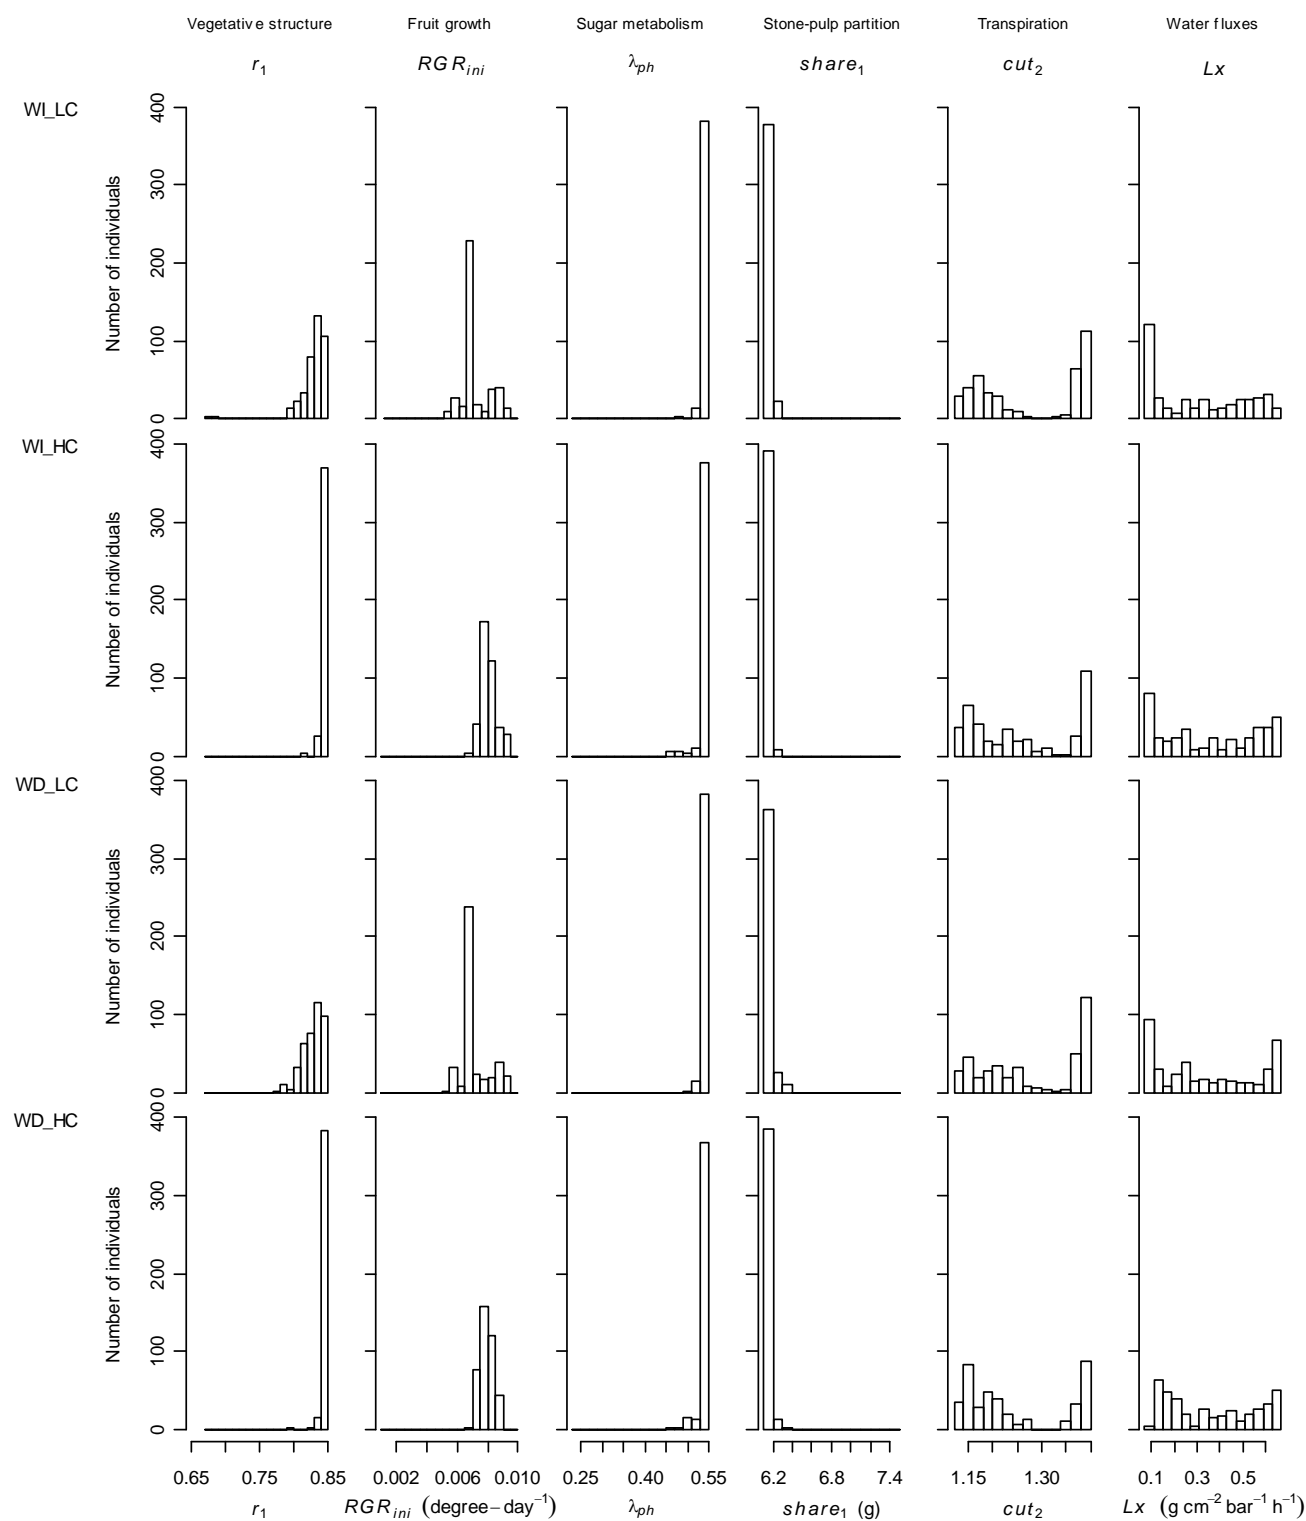 Vegetative structure Fruit growth Sugar metabolism Stone-pulp partition Transpiration Water fluxes
r1 RGRini λph share1 cut2 Lx
WI_LC
Number of individuals
0 100 200 300 400
WI_HC
Number of individuals
0 100 200 300 400
WD_LC
Number of individuals
0 100 200 300 400
WD_HC
Number of individuals
0 100 200 300 400
0.65 0.75 0.85 0.002 0.006 0.010 0.25 0.40 0.55 6.2 6.8 7.4 1.15 1.30 0.1 0.3 0.5
r1 RGRini (degree−day−1) λph share1 (g) cut2 Lx (g cm−2 bar−1 h−1)